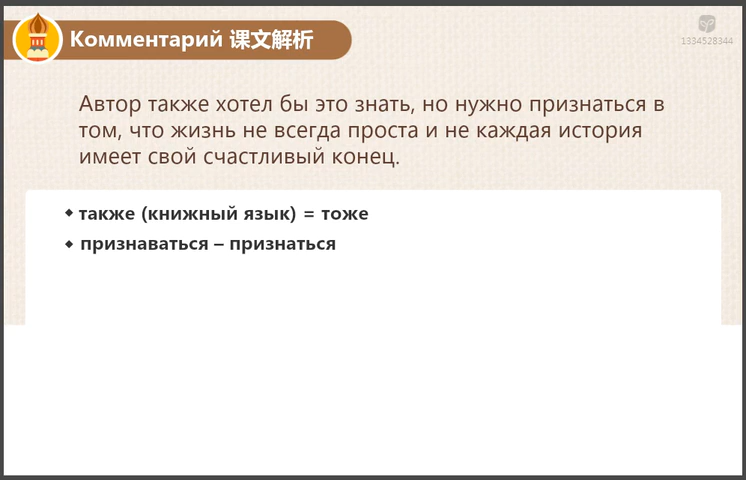 Комментарий 课文解析
1334528344
Автор также хотел бы это знать, но нужно признаться в
том, что жизнь не всегда проста и не каждая история
имеет свой счастливый конец.
◆ также (книжный язык) = тоже
◆ признаваться – признаться